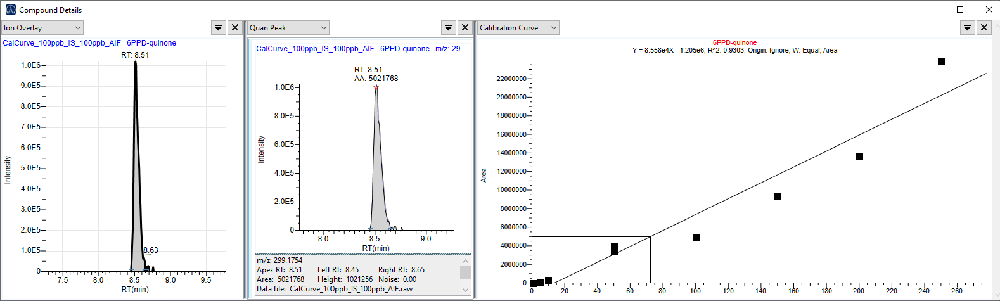 Compound Details
Ion Overlay
CalCurve_100ppb_IS_100ppb_AIF 6PPD-quinone
RT: 8.51
1.0E6
9.0E5
8.0E5
7.0E5
6.0E5
5.0E5
4.0E5
3.0E5
2.0E5
1.0E5
0
Intensity
8.63
7.5 8.0 8.5 9.0 9.5
RT(min)
Quan Peak
CalCurve_100ppb_IS_100ppb_AIF 6PPD-quinone m/z: 29 ...
RT: 8.51
AA: 5021768
1.0E6
8.0E5
6.0E5
4.0E5
2.0E5
0
Intensity
8.0 8.5 9.0
RT(min)
m/z: 299.1754
Apex RT: 8.51 Left RT: 8.45 Right RT: 8.65
Area: 5021768 Height: 1021256 Noise: 0.00
Data file: CalCurve_100ppb_IS_100ppb_AIF.raw
Calibration Curve
6PPD-quinone
Y = 8.558e4X - 1.205e6; R^2: 0.9303; Origin: Ignore; W: Equal; Area
22000000
20000000
18000000
16000000
14000000
12000000
10000000
8000000
6000000
4000000
2000000
0
Area
0 20 40 60 80 100 120 140 160 180 200 220 240 260